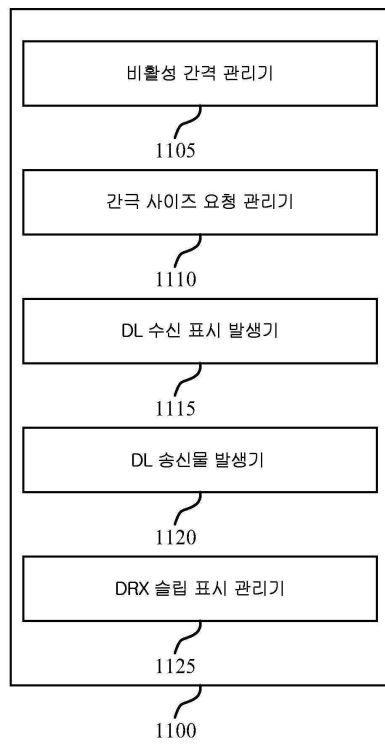 비활성 간격 관리기
1105
간극 사이즈 요청 관리기
1110
DL 수신 표시 발생기
1115
DL 송신물 발생기
1120
DRX 슬립 표시 관리기
1125
1100